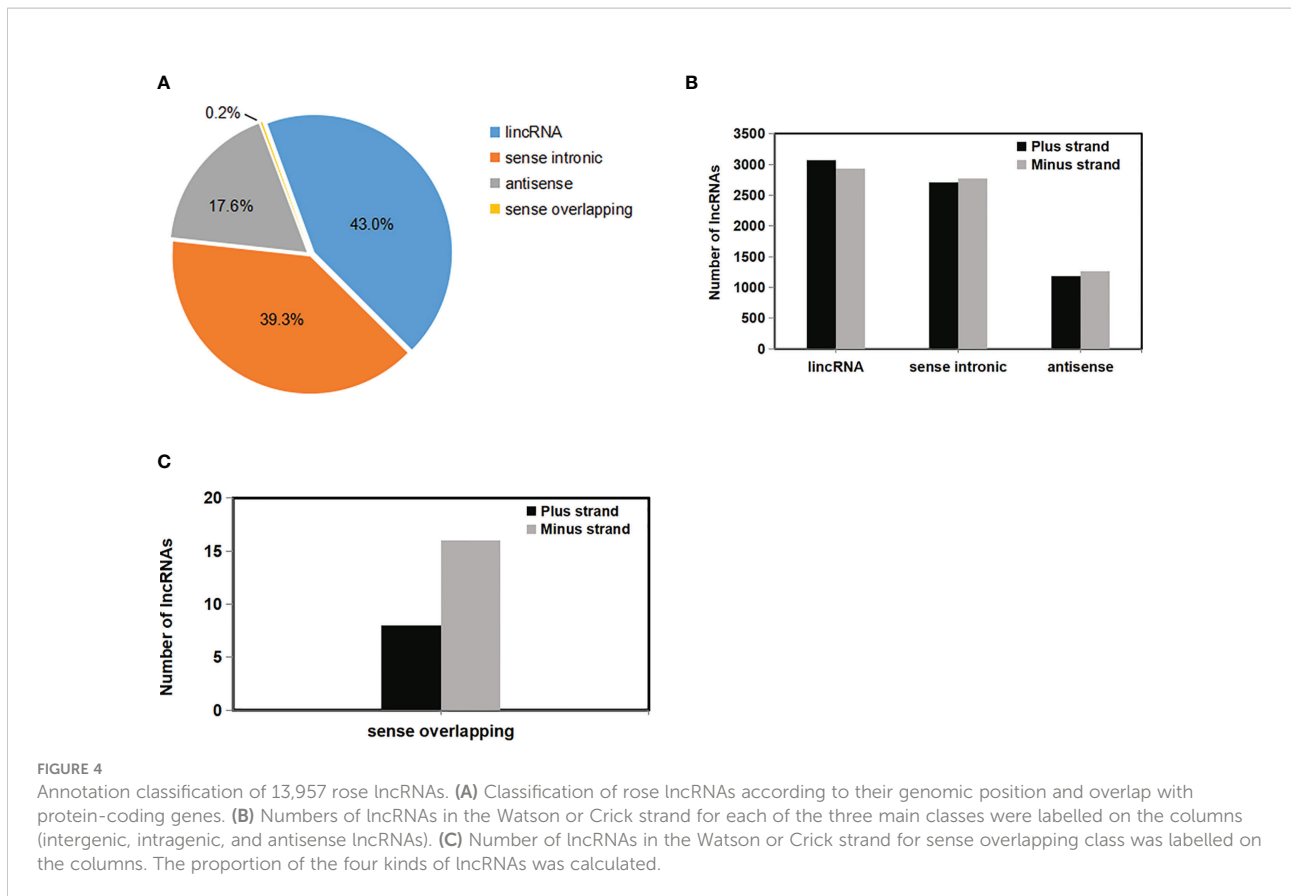 A
0.2%
17.6%
43.0%
39.3%
lincRNA
sense intronic
antisense
sense overlapping
B
Number of lncRNAs
3500
3000
2500
2000
1500
1000
500
0
Plus strand
Minus strand
lincRNA sense intronic antisense
C
Number of lncRNAs
20
15
10
5
0
Plus strand
Minus strand
sense overlapping
FIGURE 4
Annotation classification of 13,957 rose lncRNAs. (A) Classification of rose lncRNAs according to their genomic position and overlap with
protein-coding genes. (B) Numbers of lncRNAs in the Watson or Crick strand for each of the three main classes were labelled on the columns
(intergenic, intragenic, and antisense lncRNAs). (C) Number of lncRNAs in the Watson or Crick strand for sense overlapping class was labelled on
the columns. The proportion of the four kinds of lncRNAs was calculated.